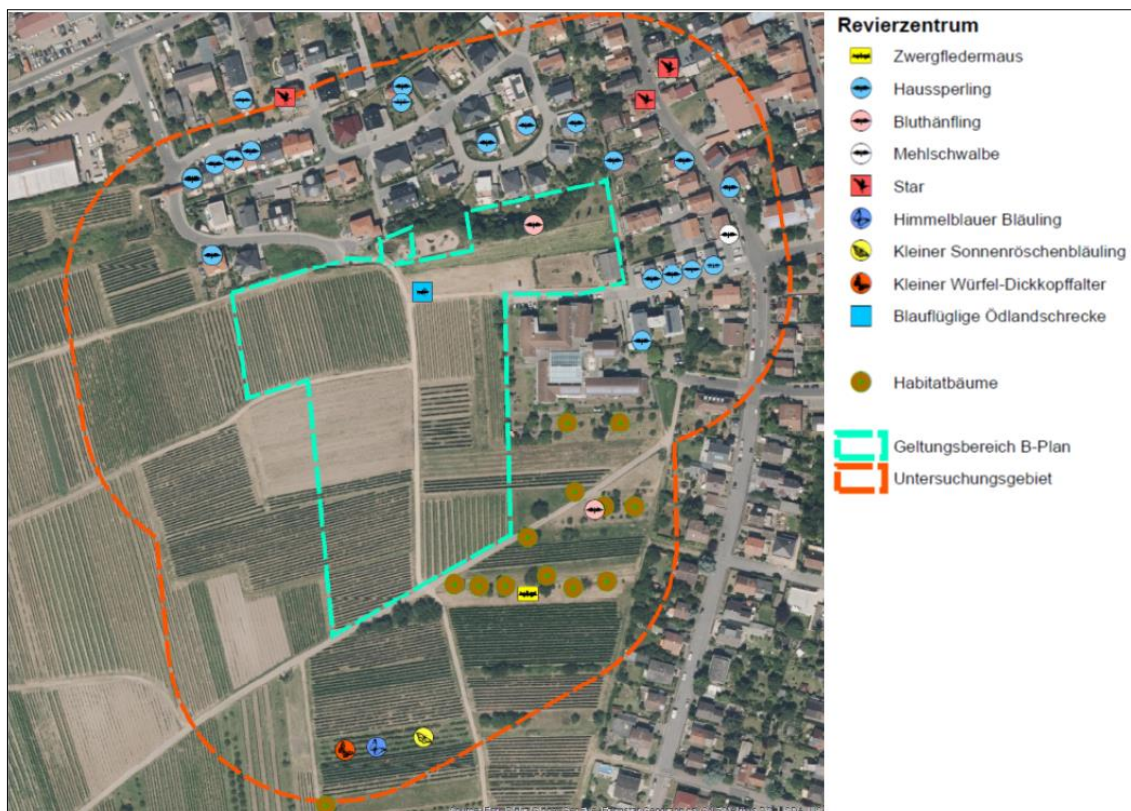 Revierzentrum
Zwergfledermaus
Haussperling
Bluthänfling
Mehlschwalbe
Star
Himmelblauer Bläuling
Kleiner Sonnenröschenbläuling
Kleiner Würfel-Dickkopffalter
Blauflüglige Ödlandschrecke
Habitatbäume
Geltungsbereich B-Plan
Untersuchungsgebiet